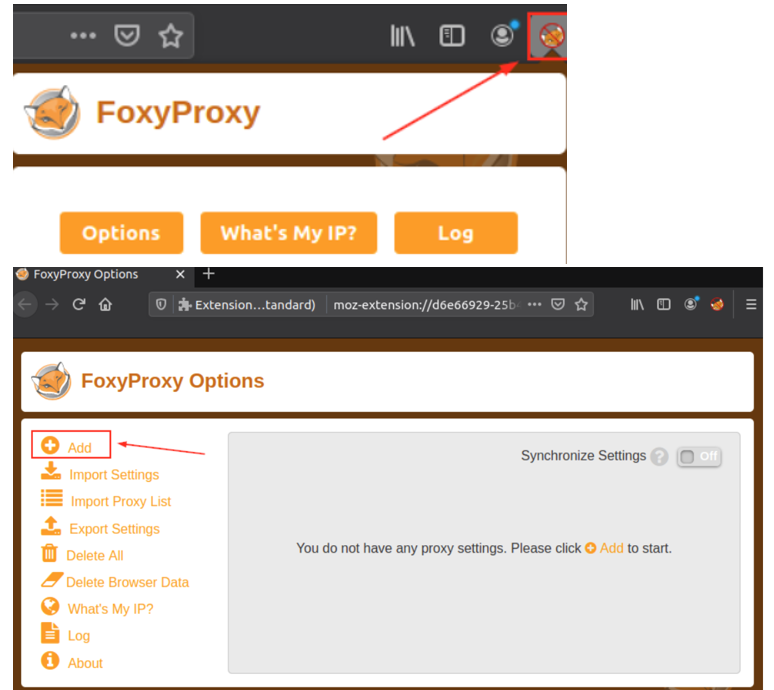 FoxyProxy
Options What's My IP? Log
FoxyProxy Options
Extension...tandard) moz-extension://d6e66929-25b
FoxyProxy Options
Add
Synchronize Settings ? Off
Import Settings
Import Proxy List
Export Settings
You do not have any proxy settings. Please click Add to start.
Delete All
Delete Browser Data
What's My IP?
Log
About